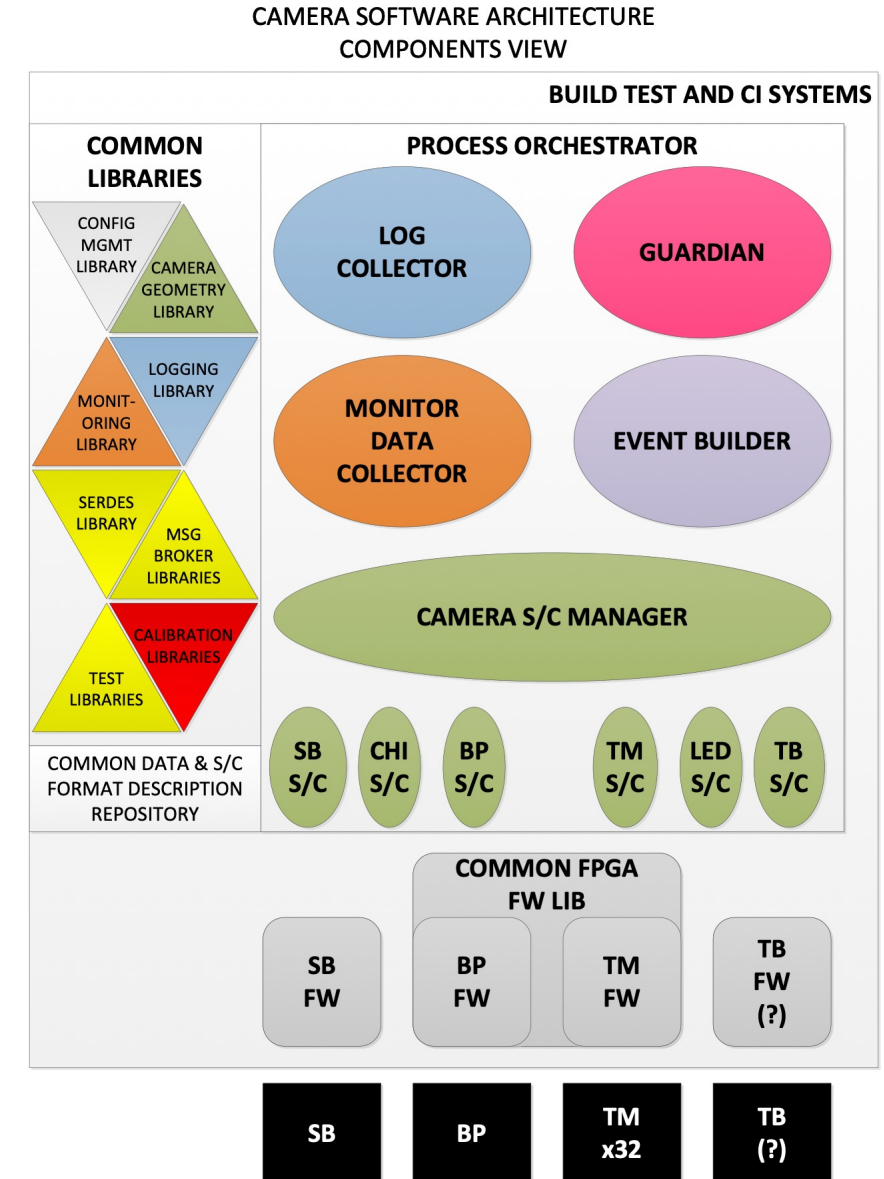 CAMERA SOFTWARE ARCHITECTURE
COMPONENTS VIEW
BUILD TEST AND CI SYSTEMS
COMMON
LIBRARIES
CONFIG
MGMT
LIBRARY
CAMERA
GEOMETRY
LIBRARY
LOGGING
LIBRARY
MONIT-
ORING
LIBRARY
SERDES
LIBRARY
MSG
BROKER
LIBRARIES
CALIBRATION
LIBRARIES
TEST
LIBRARIES
COMMON DATA & S/C
FORMAT DESCRIPTION
REPOSITORY
PROCESS ORCHESTRATOR
LOG
COLLECTOR
GUARDIAN
MONITOR
DATA
COLLECTOR
EVENT BUILDER
CAMERA S/C MANAGER
SB
S/C
CHI
S/C
BP
S/C
TM
S/C
LED
S/C
TB
S/C
COMMON FPGA
FW LIB
SB
FW
BP
FW
TM
FW
TB
FW
(?)
SB
BP
TM
x32
TB
(?)